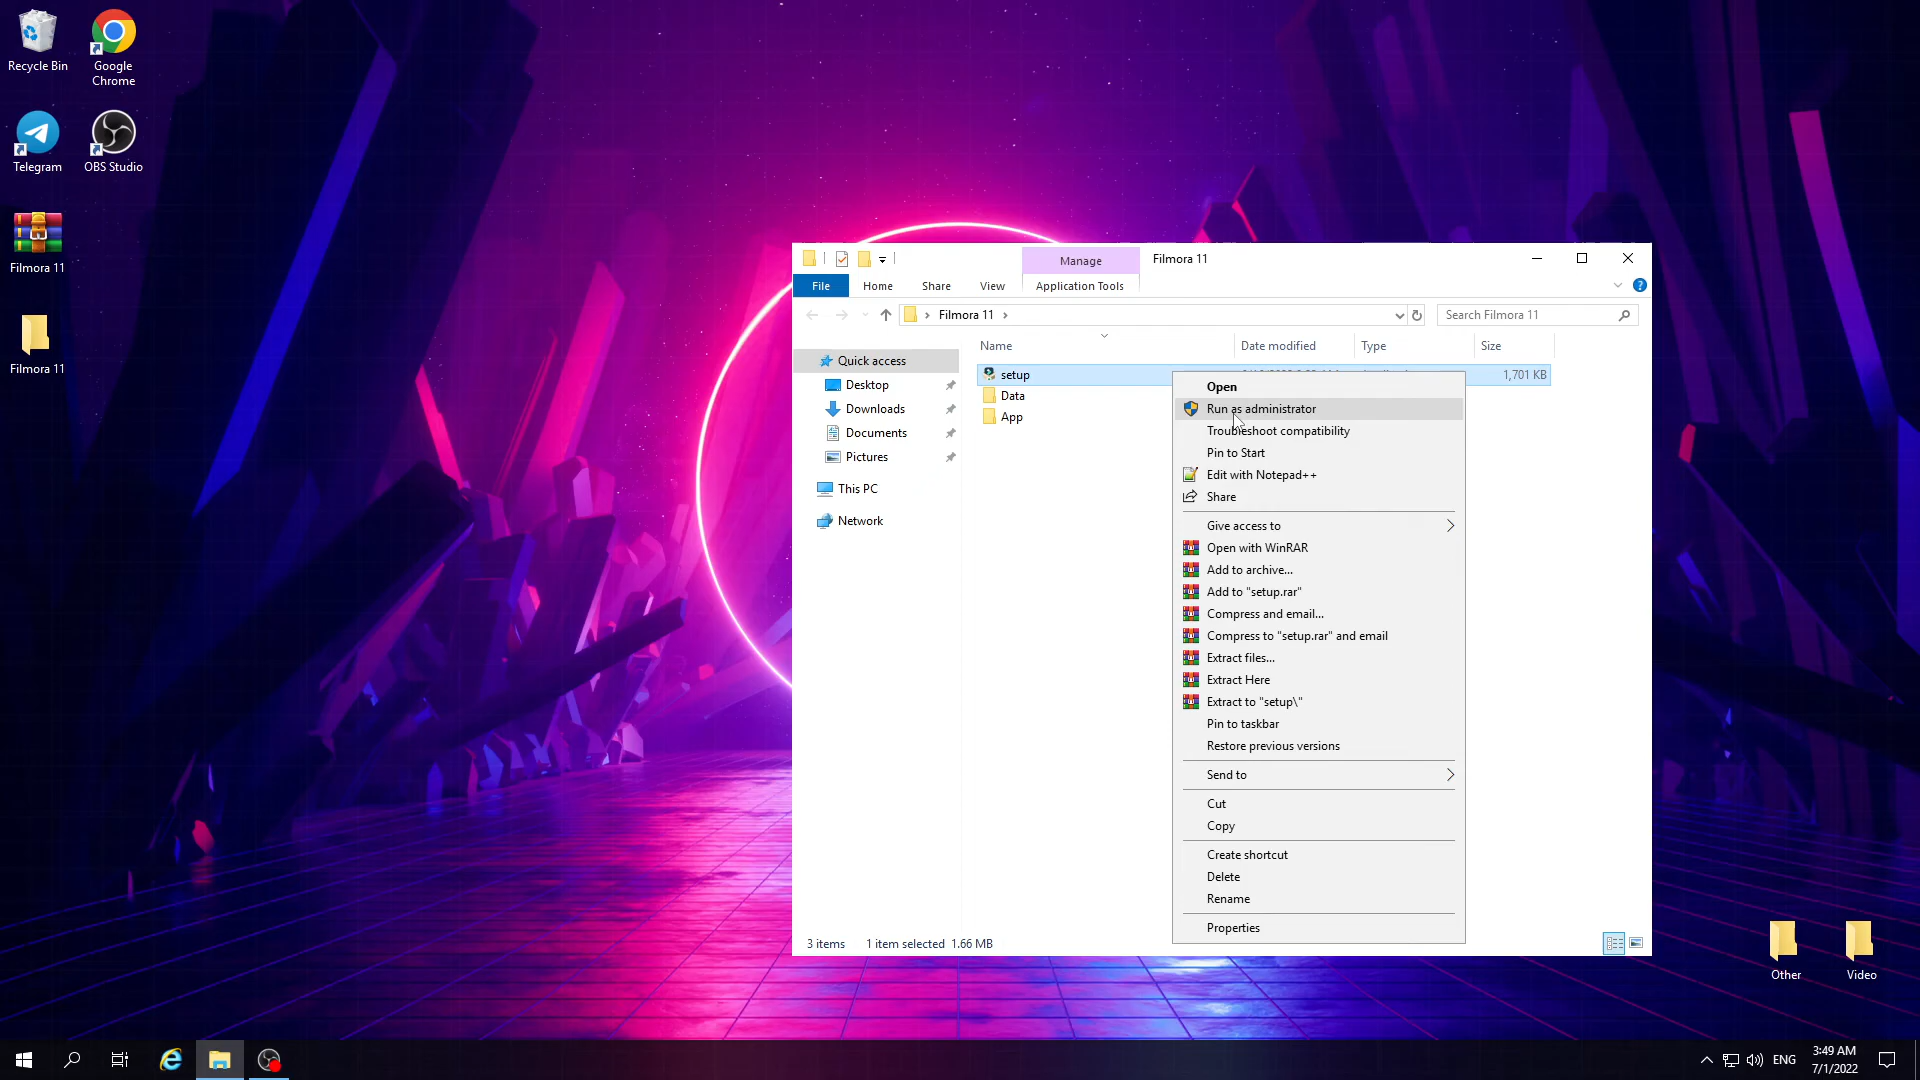 Recycle Bin
Google
Chrome
Telegram
OBS Studio
Filmora 11
Filmora 11
Manage
Filmora 11
File
Home
Share
View
Application Tools
Filmora 11
Search Filmora 11
Name
Date modified
Type
Size
Quick access
Desktop
Downloads
Documents
Pictures
This PC
Network
setup
1,701 KB
Data
App
Open
Run as administrator
Troubleshoot compatibility
Pin to Start
Edit with Notepad++
Share
Give access to
Open with WinRAR
Add to archive...
Add to "setup.rar"
Compress and email...
Compress to "setup.rar" and email
Extract files...
Extract Here
Extract to "setup\"
Pin to taskbar
Restore previous versions
Send to
Cut
Copy
Create shortcut
Delete
Rename
Properties
3 items
1 item selected 1.66 MB
Other
Video
ENG
3:49 AM
7/1/2022